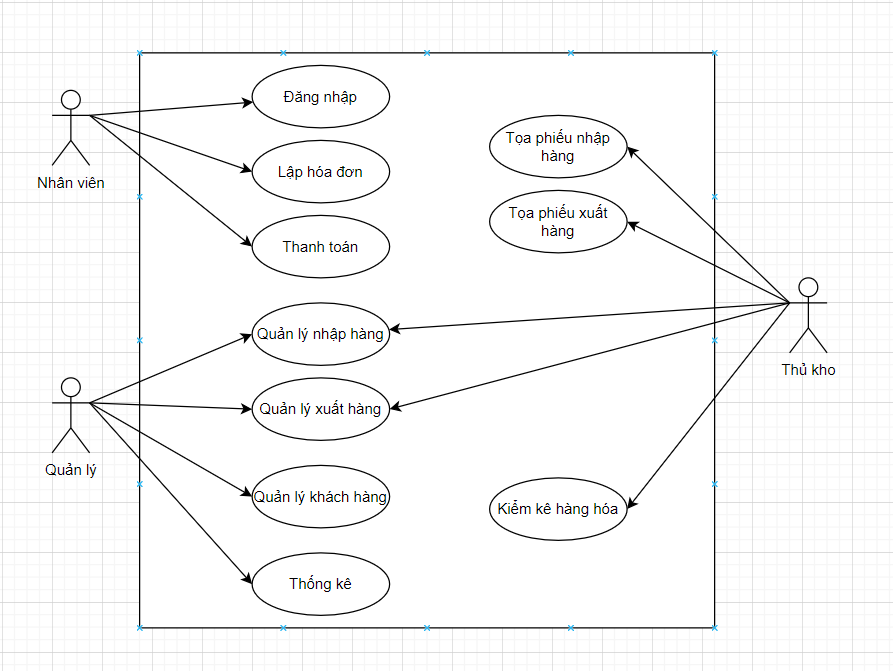 Đăng nhập
Nhân viên
Lập hóa đơn
Thanh toán
Tọa phiếu nhập
hàng
Tọa phiếu xuất
hàng
Quản lý nhập hàng
Thủ kho
Quản lý xuất hàng
Quản lý
Quản lý khách hàng
Kiểm kê hàng hóa
Thống kê